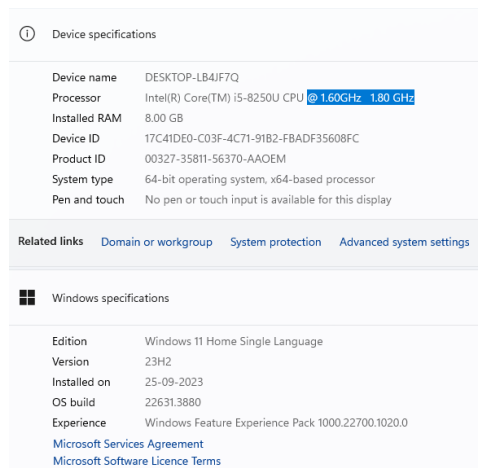 Device specifications
Device name DESKTOP-LB4JF7Q
Processor Intel(R) Core(TM) i5-8250U CPU @ 1.60GHz 1.80 GHz
Installed RAM 8.00 GB
Device ID 17C41DE0-C03F-4C71-91B2-FBADF35608FC
Product ID 00327-35811-56370-AAOEM
System type 64-bit operating system, x64-based processor
Pen and touch No pen or touch input is available for this display
Related links Domain or workgroup System protection Advanced system settings
Windows specifications
Edition Windows 11 Home Single Language
Version 23H2
Installed on 25-09-2023
OS build 22631.3880
Experience Windows Feature Experience Pack 1000.22700.1020.0
Microsoft Services Agreement
Microsoft Software Licence Terms